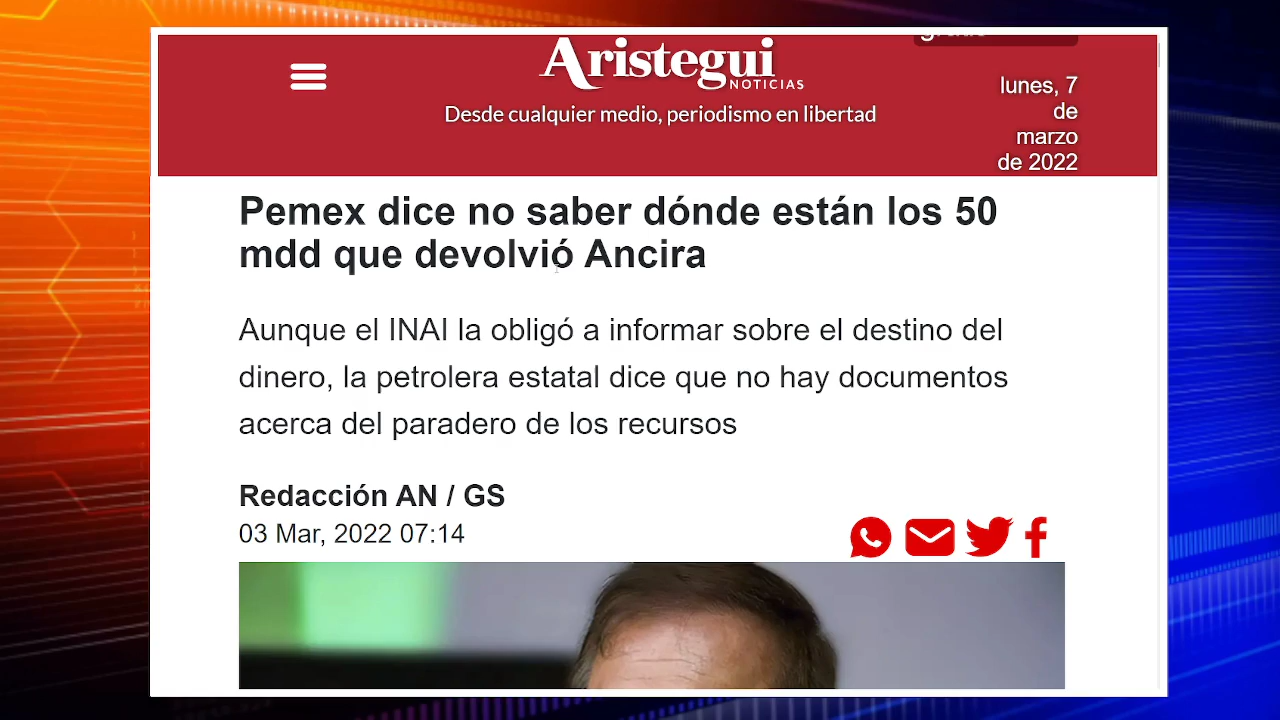 Aristegui
NOTICIAS
Desde cualquier medio, periodismo en libertad
lunes, 7
de
marzo
de 2022
Pemex dice no saber dónde están los 50
mdd que devolvió Ancira
Aunque el INAI la obligó a informar sobre el destino del
dinero, la petrolera estatal dice que no hay documentos
acerca del paradero de los recursos
Redacción AN / GS
03 Mar, 2022 07:14